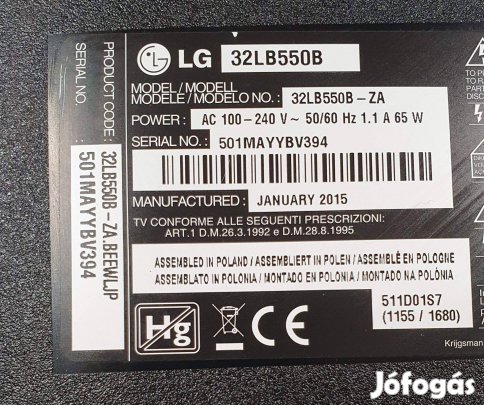 LG 32LB550B
MODEL / MODELL
MODÈLE / MODELO NO. : 32LB550B-ZA
POWER : AC 100-240 V~ 50/60 Hz 1.1 A 65 W
SERIAL NO. : 501MAYYBV394
MANUFACTURED : JANUARY 2015
TV CONFORME ALLE SEGUENTI PRESCRIZIONI:
ART.1 D.M.26.3.1992 e D.M.28.8.1995
ASSEMBLED IN POLAND / ASSEMBLIERT IN POLEN / ASSEMBLÉ EN
ASSEMBLATO IN POLONIA / MONTADO EN POLONIA / MONTADO NA POLÓNIA
511D01S7
(1155 / 1680)
Hg
CE
PRODUCT CODE : 32LB550B-ZA.BEEWLJP
SERIAL NO. : 501MAYYBV394
TO
Krijgsman
Jófogás